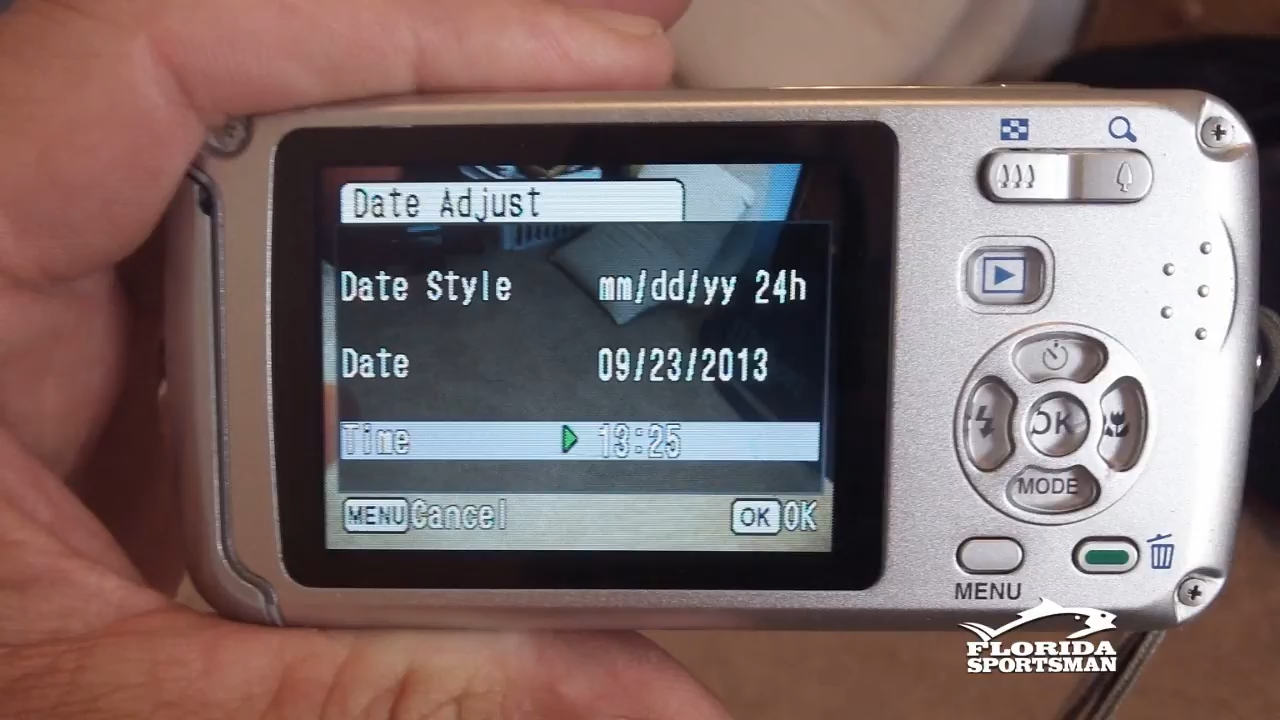 Date Adjust
Date Style mm/dd/yy 24h
Date 09/23/2013
Time 13:25
MENU Cancel OK OK
OK
MODE
MENU
FLORIDA
SPORTSMAN